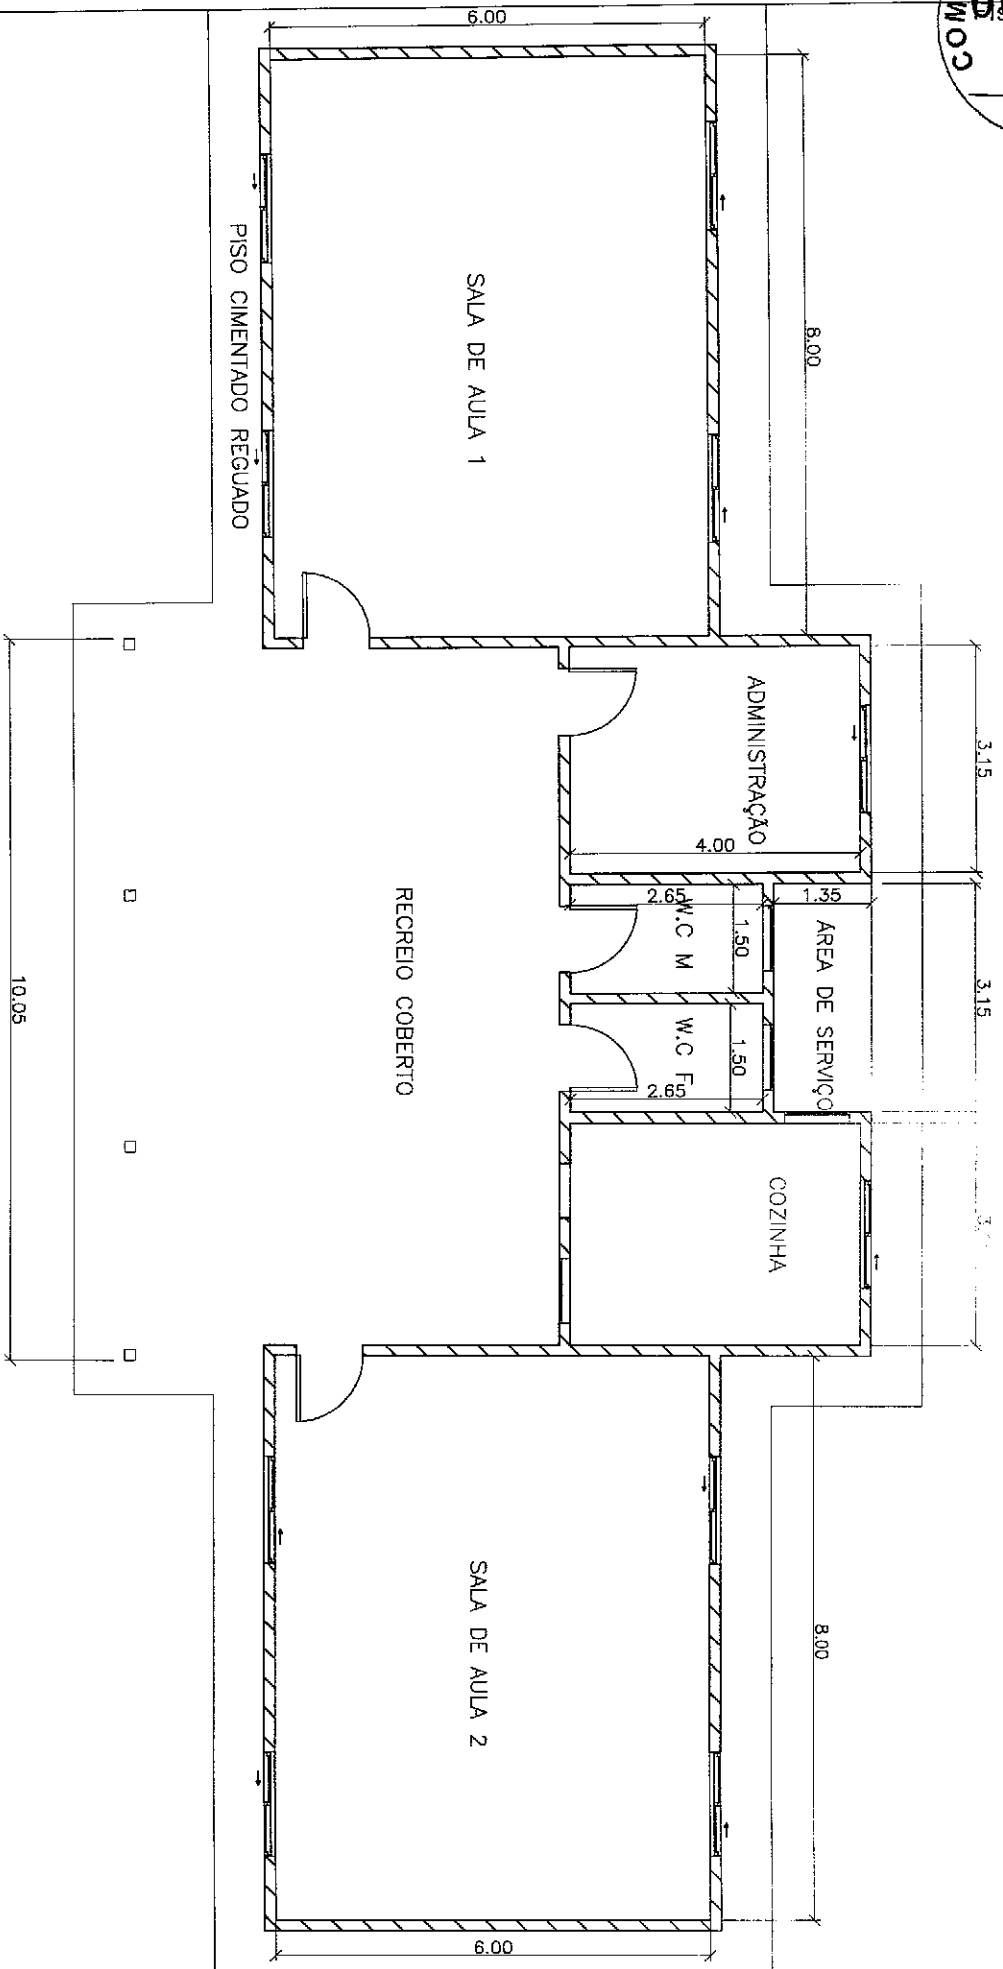 COM
6.00
8.00
SALA DE AULA 1
PISO CIMENTADO REGUADO
3.15
ADMINISTRAÇÃO
4.00
2.65
W.C M
1.50
1.35
ÁREA DE SERVIÇO
3.15
W.C F
1.50
2.65
RECREIO COBERTO
10.05
COZINHA
8.00
SALA DE AULA 2
6.00